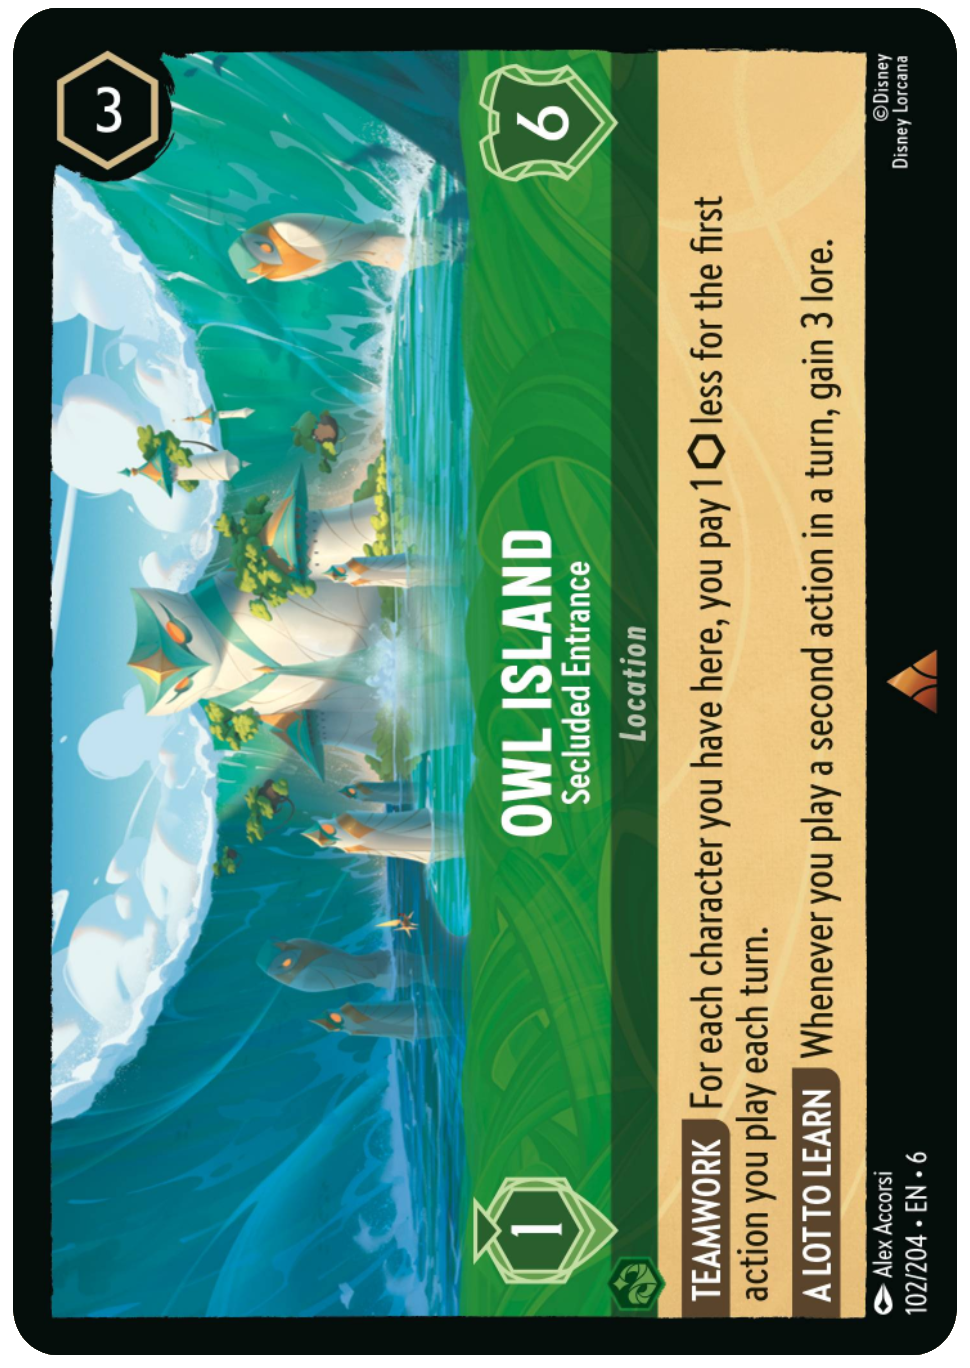 3
1
OWL ISLAND
Secluded Entrance
6
Location
TEAMWORK For each character you have here, you pay 1 ⬡ less for the first
action you play each turn.
A LOT TO LEARN Whenever you play a second action in a turn, gain 3 lore.
Alex Accorsi
102/204 • EN • 6
©Disney
Disney Lorcana